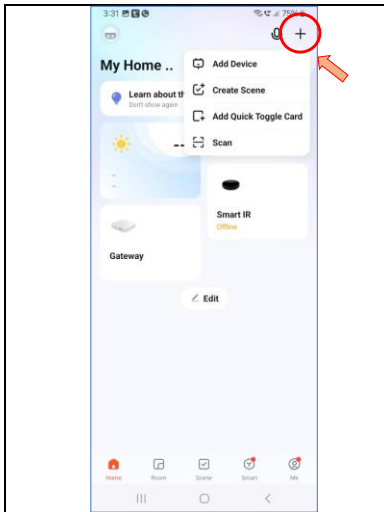 3:31
75%
My Home ..
Add Device
Learn about th
Don't show again
Create Scene
Add Quick Toggle Card
Scan
--
-
-
Smart IR
Offline
Gateway
Edit
Home Room Scene Smart Me